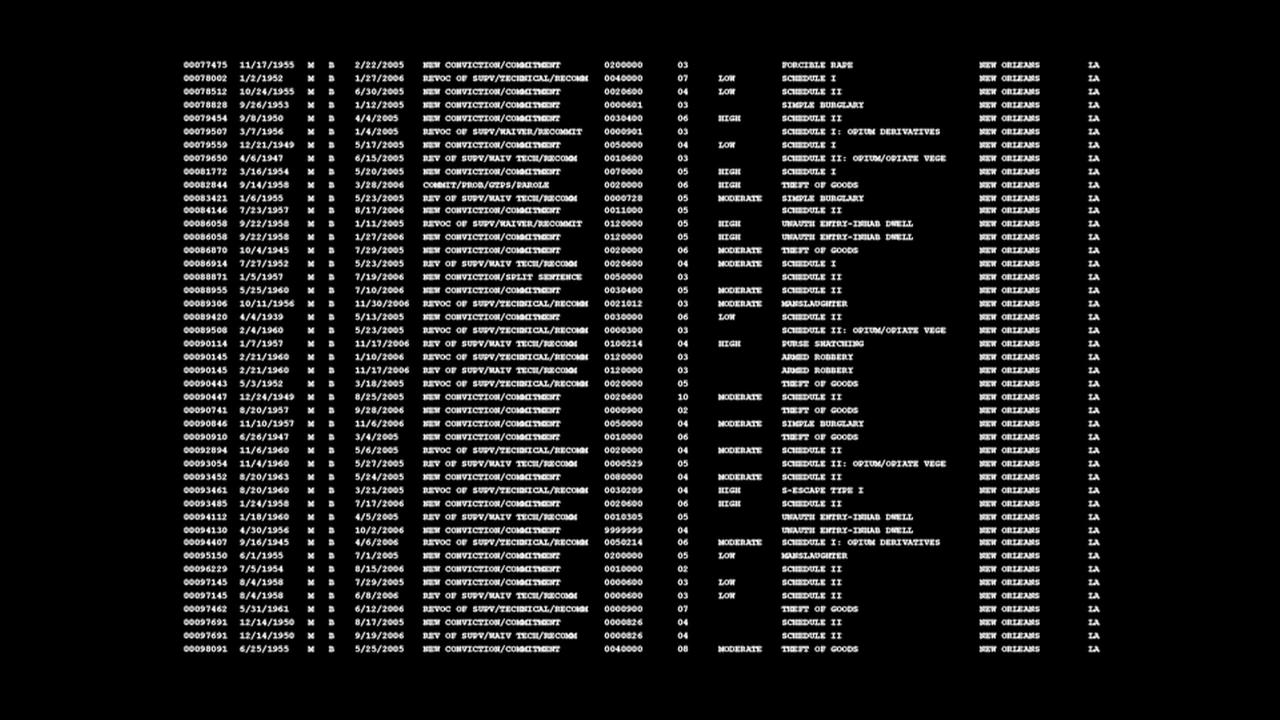 00077475 11/17/1955 M B 2/22/2005 NEW CONVICTION/COMMITMENT 0200000 03 FORCIBLE RAPE NEW ORLEANS LA
00078002 1/2/1952 M B 1/27/2006 REVOC OF SUPV/TECHNICAL/RECOMM 0040000 07 LOW SCHEDULE I NEW ORLEANS LA
00078512 10/24/1955 M B 6/30/2005 NEW CONVICTION/COMMITMENT 0020600 04 LOW SCHEDULE II NEW ORLEANS LA
00078828 9/26/1953 M B 1/12/2005 NEW CONVICTION/COMMITMENT 0000601 03 SIMPLE BURGLARY NEW ORLEANS LA
00079454 9/8/1950 M B 4/4/2005 NEW CONVICTION/COMMITMENT 0030400 06 HIGH SCHEDULE II NEW ORLEANS LA
00079507 3/7/1956 M B 1/4/2005 REVOC OF SUPV/WAIVER/RECOMMIT 0000901 03 SCHEDULE I: OPIUM DERIVATIVES NEW ORLEANS LA
00079559 12/21/1949 M B 5/17/2005 NEW CONVICTION/COMMITMENT 0050000 04 LOW SCHEDULE I NEW ORLEANS LA
00079650 4/6/1947 M B 6/15/2005 REV OF SUPV/WAIV TECH/RECOMM 0010600 03 SCHEDULE II: OPIUM/OPIATE VEGE NEW ORLEANS LA
00081772 3/16/1954 M B 5/20/2005 NEW CONVICTION/COMMITMENT 0070000 05 HIGH SCHEDULE I NEW ORLEANS LA
00082844 9/14/1958 M B 3/28/2006 COMMIT/PROB/GTPS/PAROLE 0020000 06 HIGH THEFT OF GOODS NEW ORLEANS LA
00083421 1/6/1955 M B 5/23/2005 REV OF SUPV/WAIV TECH/RECOMM 0000728 05 MODERATE SIMPLE BURGLARY NEW ORLEANS LA
00084146 7/23/1957 M B 8/17/2006 NEW CONVICTION/COMMITMENT 0011000 05 SCHEDULE II NEW ORLEANS LA
00086058 9/22/1958 M B 1/11/2005 REVOC OF SUPV/WAIVER/RECOMMIT 0120000 05 HIGH UNAUTH ENTRY-INHAB DWELL NEW ORLEANS LA
00086058 9/22/1958 M B 1/27/2006 NEW CONVICTION/COMMITMENT 0120000 05 HIGH UNAUTH ENTRY-INHAB DWELL NEW ORLEANS LA
00086870 10/4/1945 M B 7/29/2005 NEW CONVICTION/COMMITMENT 0020000 06 MODERATE THEFT OF GOODS NEW ORLEANS LA
00086914 7/27/1952 M B 5/23/2005 REV OF SUPV/WAIV TECH/RECOMM 0020600 04 MODERATE SCHEDULE I NEW ORLEANS LA
00088871 1/5/1957 M B 7/19/2006 NEW CONVICTION/SPLIT SENTENCE 0050000 03 SCHEDULE II NEW ORLEANS LA
00088955 5/25/1960 M B 7/10/2006 NEW CONVICTION/COMMITMENT 0030400 05 MODERATE SCHEDULE II NEW ORLEANS LA
00089306 10/11/1956 M B 11/30/2006 REVOC OF SUPV/TECHNICAL/RECOMM 0021012 03 MODERATE MANSLAUGHTER NEW ORLEANS LA
00089420 4/4/1939 M B 5/13/2005 NEW CONVICTION/COMMITMENT 0030000 06 LOW SCHEDULE II NEW ORLEANS LA
00089508 2/4/1960 M B 5/23/2005 REVOC OF SUPV/TECHNICAL/RECOMM 0000300 03 SCHEDULE II: OPIUM/OPIATE VEGE NEW ORLEANS LA
00090114 1/7/1957 M B 11/17/2006 REV OF SUPV/WAIV TECH/RECOMM 0100214 04 HIGH PURSE SNATCHING NEW ORLEANS LA
00090145 2/21/1960 M B 1/10/2006 REVOC OF SUPV/TECHNICAL/RECOMM 0120000 03 ARMED ROBBERY NEW ORLEANS LA
00090145 2/21/1960 M B 11/17/2006 REV OF SUPV/WAIV TECH/RECOMM 0120000 03 ARMED ROBBERY NEW ORLEANS LA
00090443 5/3/1952 M B 3/18/2005 REVOC OF SUPV/TECHNICAL/RECOMM 0020000 05 THEFT OF GOODS NEW ORLEANS LA
00090447 12/24/1949 M B 8/25/2005 NEW CONVICTION/COMMITMENT 0020600 10 MODERATE SCHEDULE II NEW ORLEANS LA
00090741 8/20/1957 M B 9/28/2006 NEW CONVICTION/COMMITMENT 0000900 02 THEFT OF GOODS NEW ORLEANS LA
00090846 11/10/1957 M B 11/6/2006 NEW CONVICTION/COMMITMENT 0050000 04 MODERATE SIMPLE BURGLARY NEW ORLEANS LA
00090910 6/26/1947 M B 3/4/2005 NEW CONVICTION/COMMITMENT 0010000 06 THEFT OF GOODS NEW ORLEANS LA
00092894 11/6/1960 M B 5/6/2005 REVOC OF SUPV/TECHNICAL/RECOMM 0020000 04 MODERATE SCHEDULE II NEW ORLEANS LA
00093054 11/4/1960 M B 5/27/2005 REV OF SUPV/WAIV TECH/RECOMM 0000529 05 SCHEDULE II: OPIUM/OPIATE VEGE NEW ORLEANS LA
00093452 8/20/1963 M B 5/24/2005 NEW CONVICTION/COMMITMENT 0080000 04 MODERATE SCHEDULE II NEW ORLEANS LA
00093461 8/20/1960 M B 3/21/2005 REVOC OF SUPV/TECHNICAL/RECOMM 0030209 04 HIGH S-ESCAPE TYPE I NEW ORLEANS LA
00093485 1/24/1958 M B 7/17/2006 NEW CONVICTION/COMMITMENT 0020600 06 HIGH SCHEDULE II NEW ORLEANS LA
00094112 1/18/1960 M B 4/5/2005 REV OF SUPV/WAIV TECH/RECOMM 0010305 05 UNAUTH ENTRY-INHAB DWELL NEW ORLEANS LA
00094130 4/30/1956 M B 10/2/2006 NEW CONVICTION/COMMITMENT 9999999 04 UNAUTH ENTRY-INHAB DWELL NEW ORLEANS LA
00094407 9/16/1945 M B 4/6/2006 REVOC OF SUPV/TECHNICAL/RECOMM 0050214 06 MODERATE SCHEDULE I: OPIUM DERIVATIVES NEW ORLEANS LA
00095150 6/1/1955 M B 7/1/2005 NEW CONVICTION/COMMITMENT 0200000 05 LOW MANSLAUGHTER NEW ORLEANS LA
00096229 7/5/1954 M B 8/15/2006 NEW CONVICTION/COMMITMENT 0010000 02 SCHEDULE II NEW ORLEANS LA
00097145 8/4/1958 M B 7/29/2005 NEW CONVICTION/COMMITMENT 0000600 03 LOW SCHEDULE II NEW ORLEANS LA
00097145 8/4/1958 M B 6/8/2006 REV OF SUPV/WAIV TECH/RECOMM 0000600 03 LOW SCHEDULE II NEW ORLEANS LA
00097462 5/31/1961 M B 6/12/2006 REVOC OF SUPV/TECHNICAL/RECOMM 0000900 07 THEFT OF GOODS NEW ORLEANS LA
00097691 12/14/1950 M B 8/17/2005 NEW CONVICTION/COMMITMENT 0000826 04 SCHEDULE II NEW ORLEANS LA
00097691 12/14/1950 M B 9/19/2006 REV OF SUPV/WAIV TECH/RECOMM 0000826 04 SCHEDULE II NEW ORLEANS LA
00098091 6/25/1955 M B 5/25/2005 NEW CONVICTION/COMMITMENT 0040000 08 MODERATE THEFT OF GOODS NEW ORLEANS LA